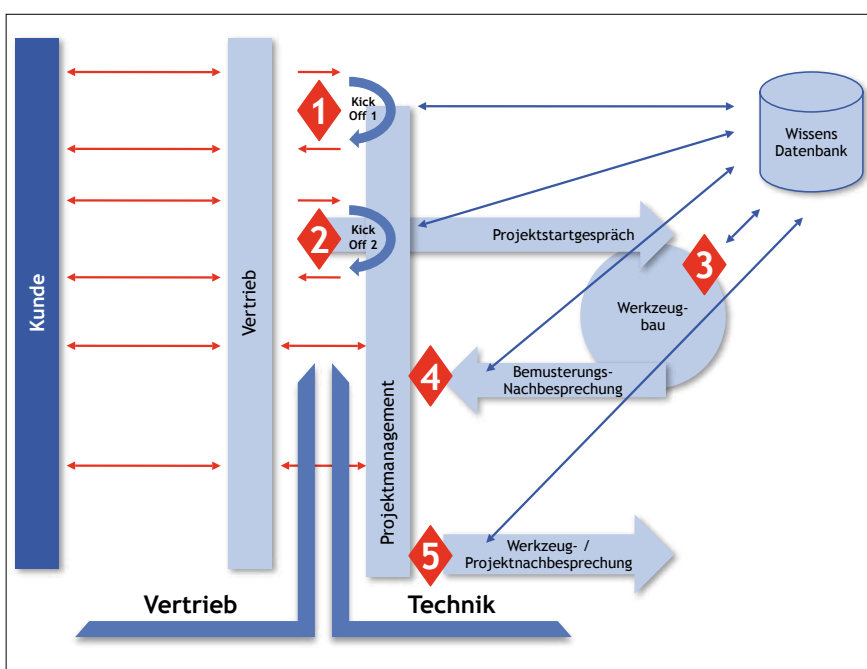 Kunde
Vertrieb
1
Kick
Off 1
Wissens
Datenbank
2
Kick
Off 2
Projektstartgespräch
3
Werkzeug-
bau
4
Bemusterungs-
Nachbesprechung
Projektmanagement
5
Werkzeug- /
Projektnachbesprechung
Vertrieb
Technik